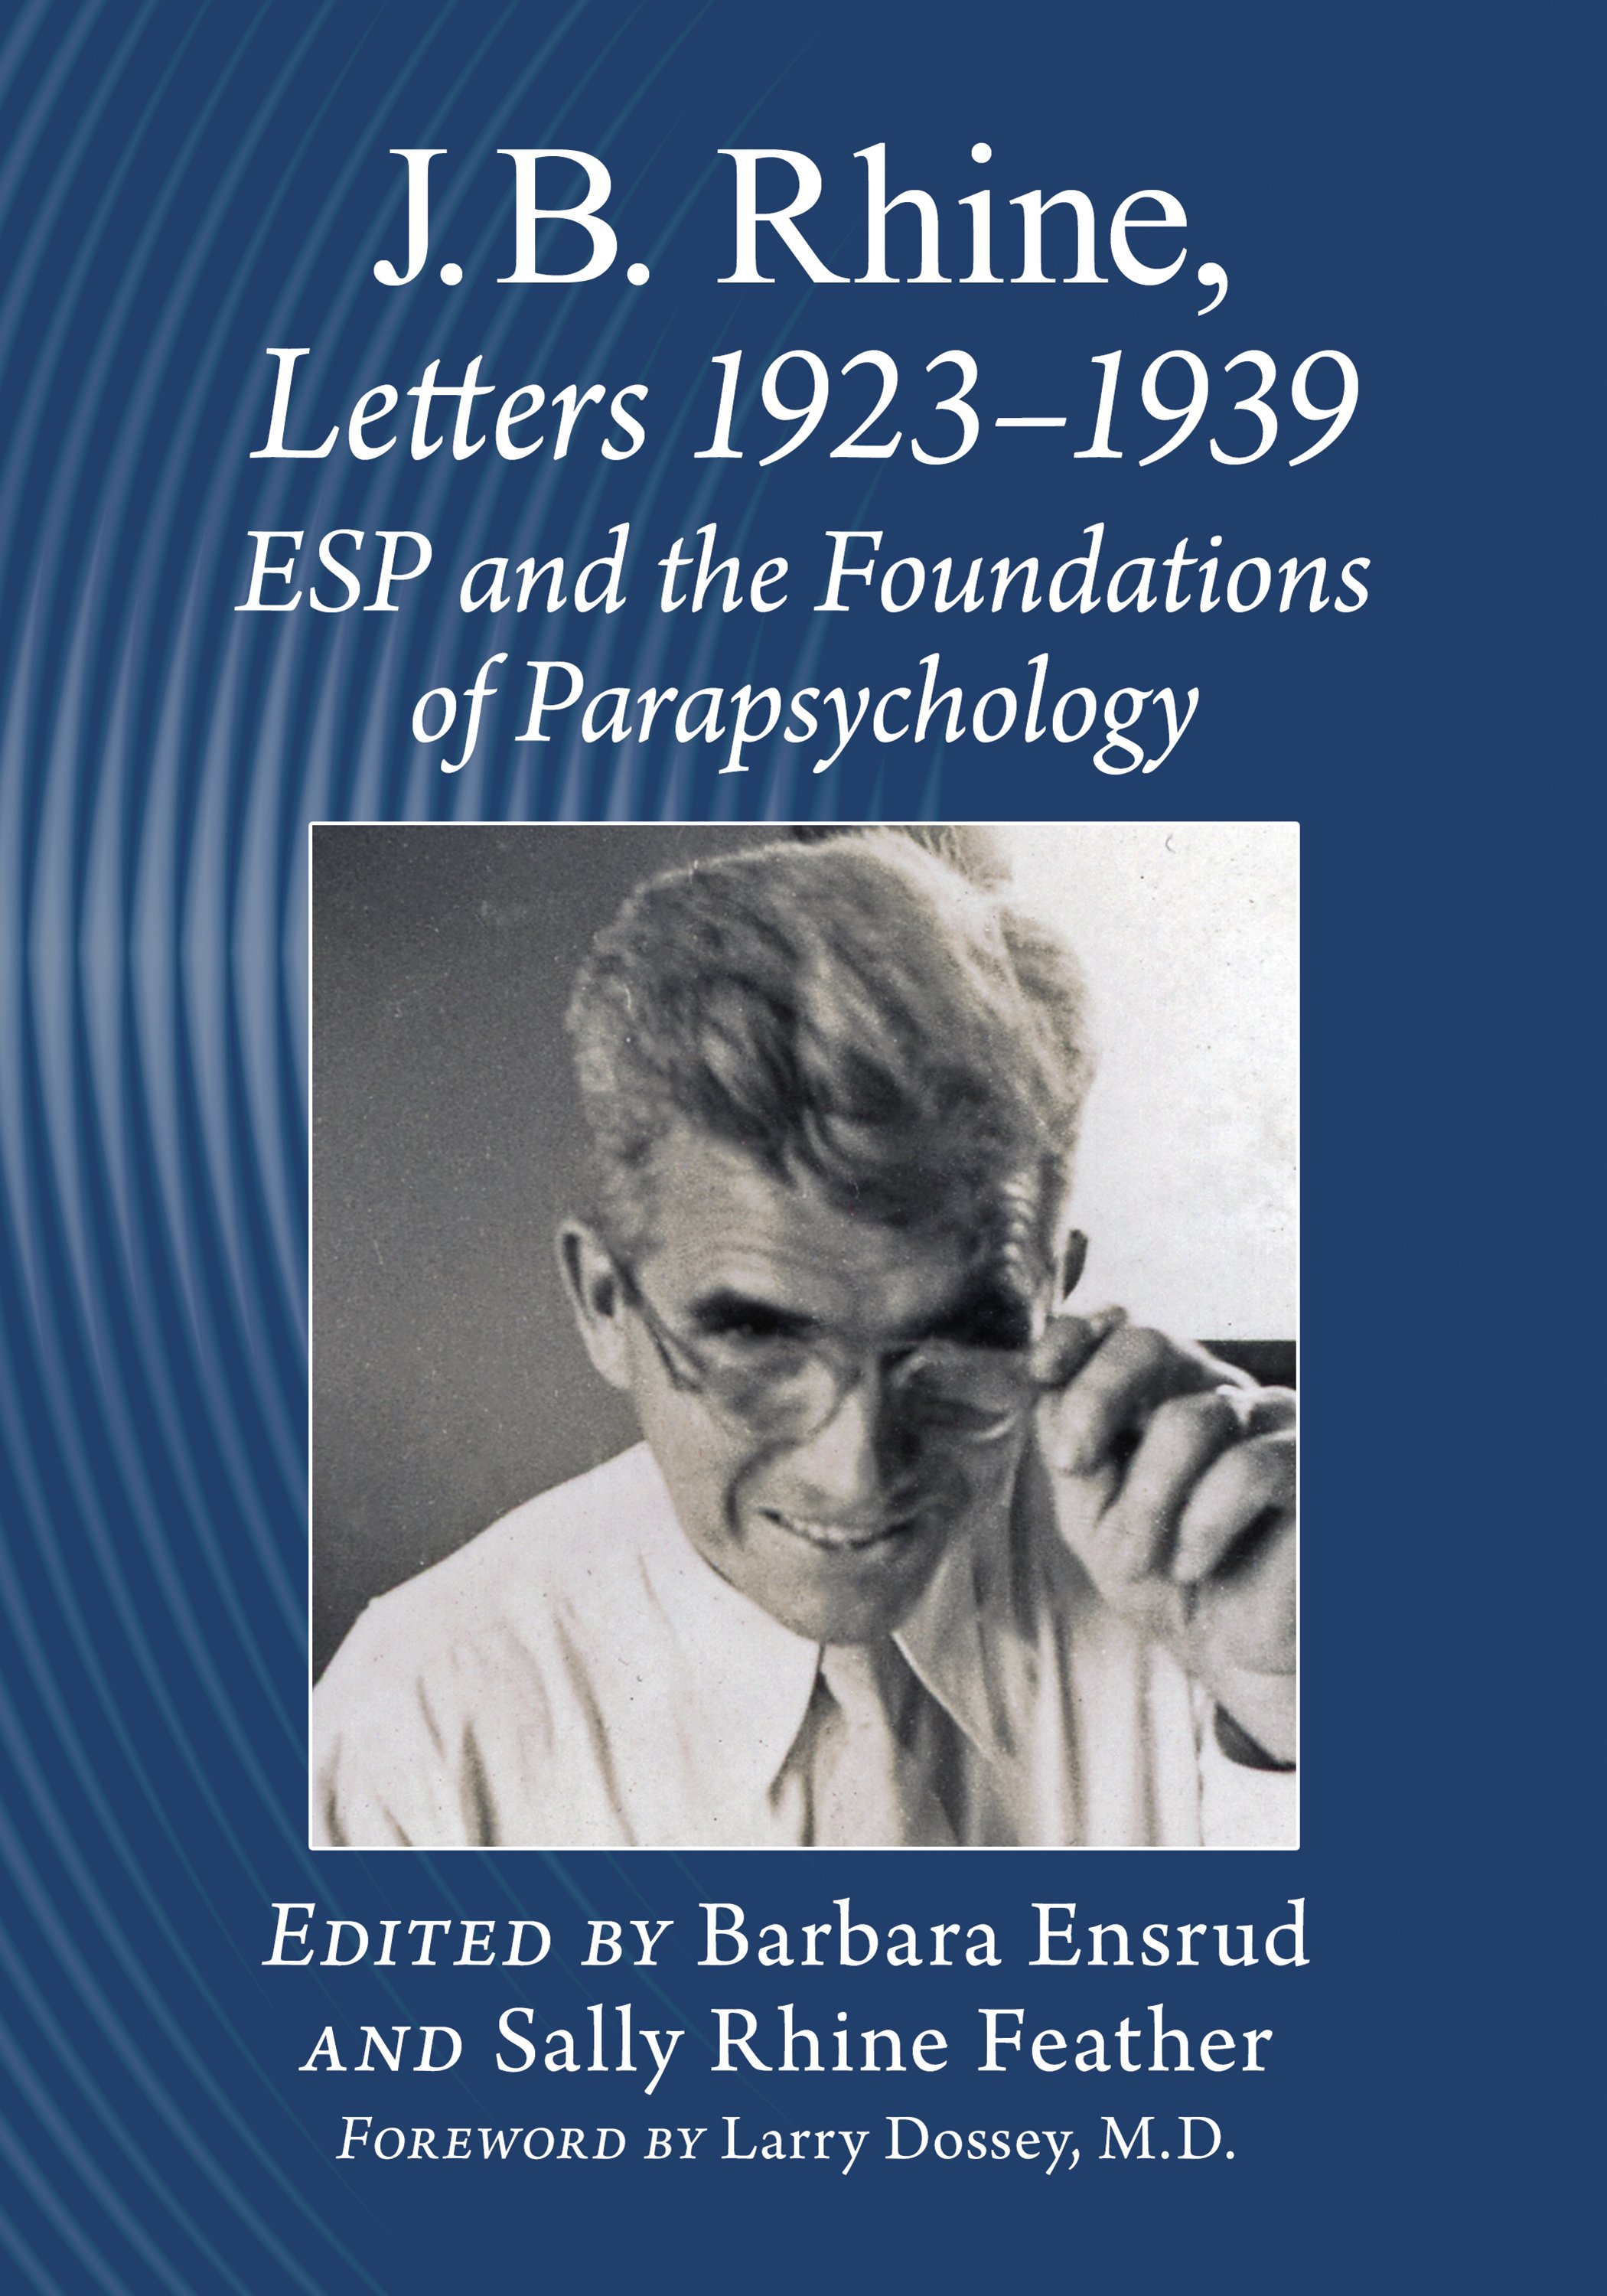 J.B. Rhine,
Letters 1923–1939
ESP and the Foundations
of Parapsychology
EDITED BY Barbara Ensrud
AND Sally Rhine Feather
FOREWORD BY Larry Dossey, M.D.